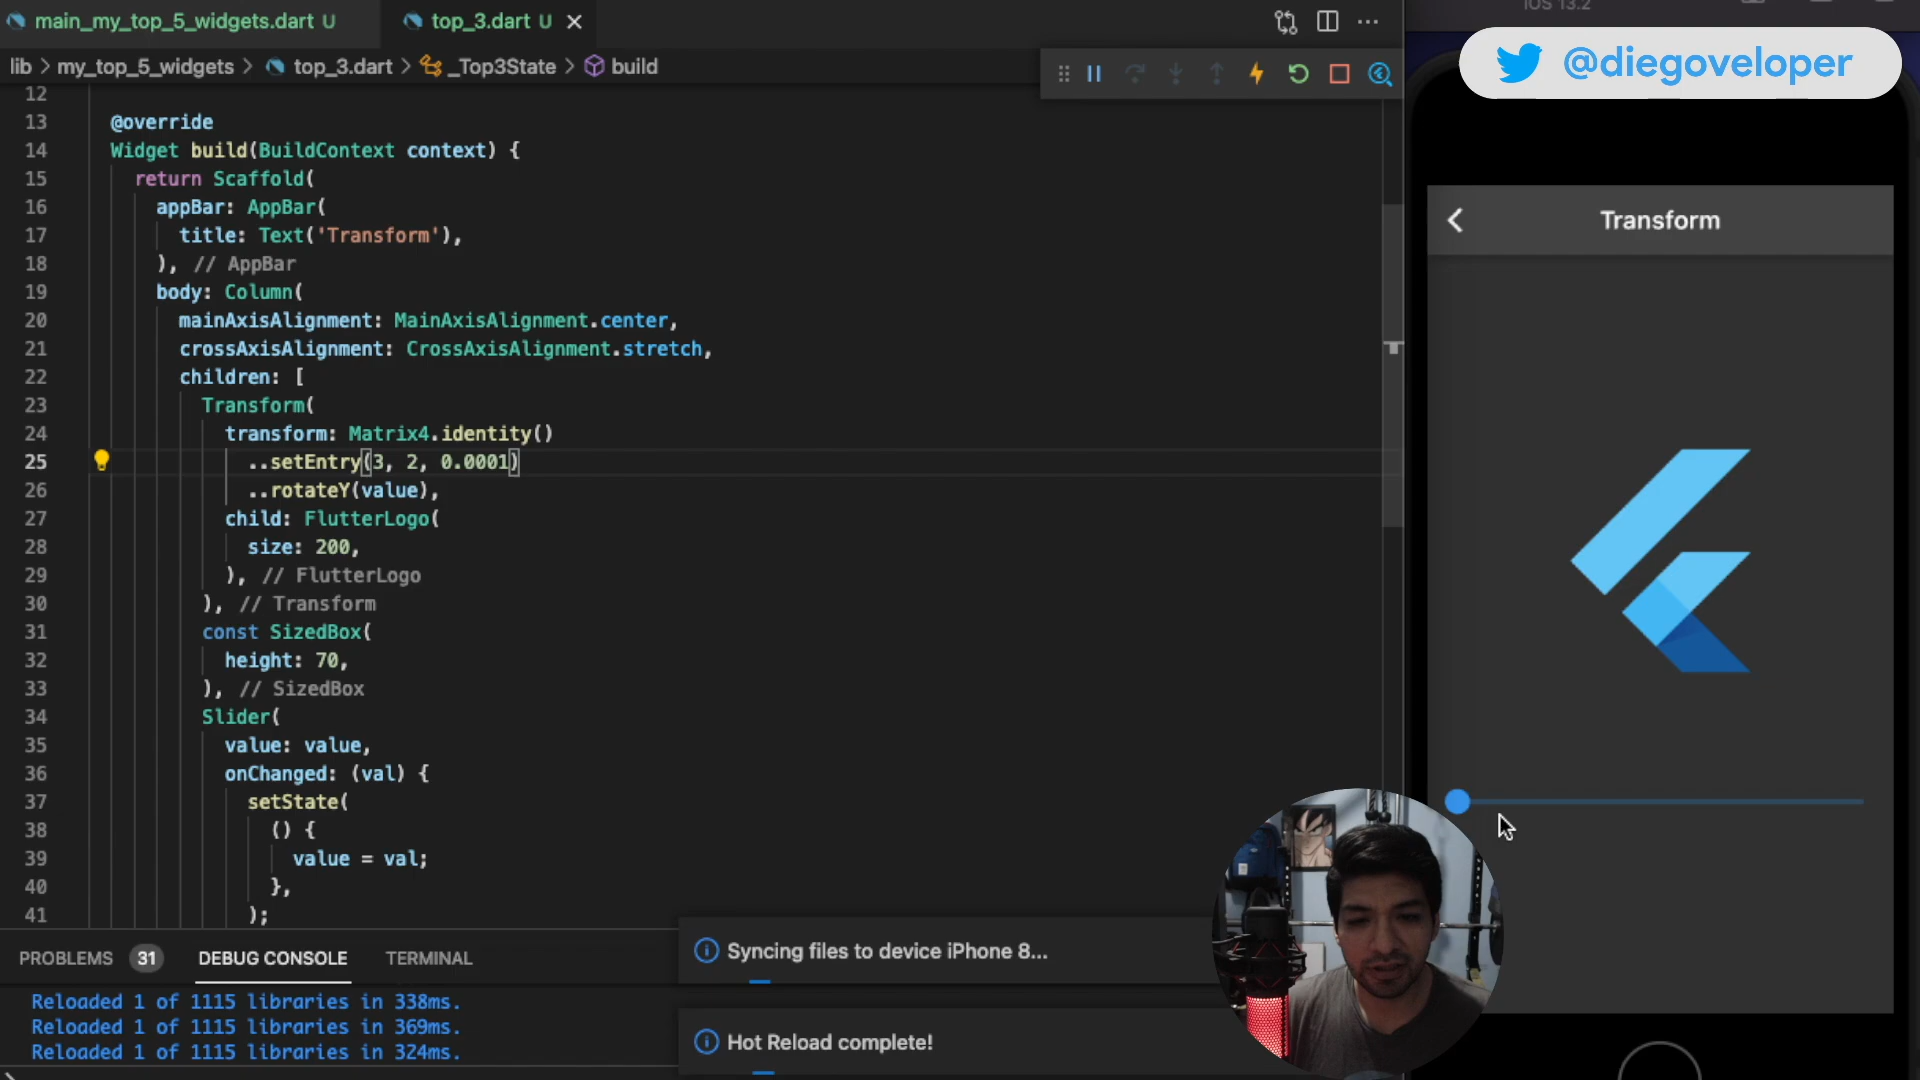 main_my_top_5_widgets.dart U
top_3.dart U
lib > my_top_5_widgets > top_3.dart > _Top3State > build
12
13 @override
14 Widget build(BuildContext context) {
15 return Scaffold(
16 appBar: AppBar(
17 title: Text('Transform'),
18 ), // AppBar
19 body: Column(
20 mainAxisAlignment: MainAxisAlignment.center,
21 crossAxisAlignment: CrossAxisAlignment.stretch,
22 children: [
23 Transform(
24 transform: Matrix4.identity()
25 ..setEntry(3, 2, 0.0001)
26 ..rotateY(value),
27 child: FlutterLogo(
28 size: 200,
29 ), // FlutterLogo
30 ), // Transform
31 const SizedBox(
32 height: 70,
33 ), // SizedBox
34 Slider(
35 value: value,
36 onChanged: (val) {
37 setState(
38 () {
39 value = val;
40 },
41 );
PROBLEMS 31 DEBUG CONSOLE TERMINAL
Reloaded 1 of 1115 libraries in 338ms.
Reloaded 1 of 1115 libraries in 369ms.
Reloaded 1 of 1115 libraries in 324ms.
Syncing files to device iPhone 8...
Hot Reload complete!
iOS 13.2
@diegoveloper
Transform